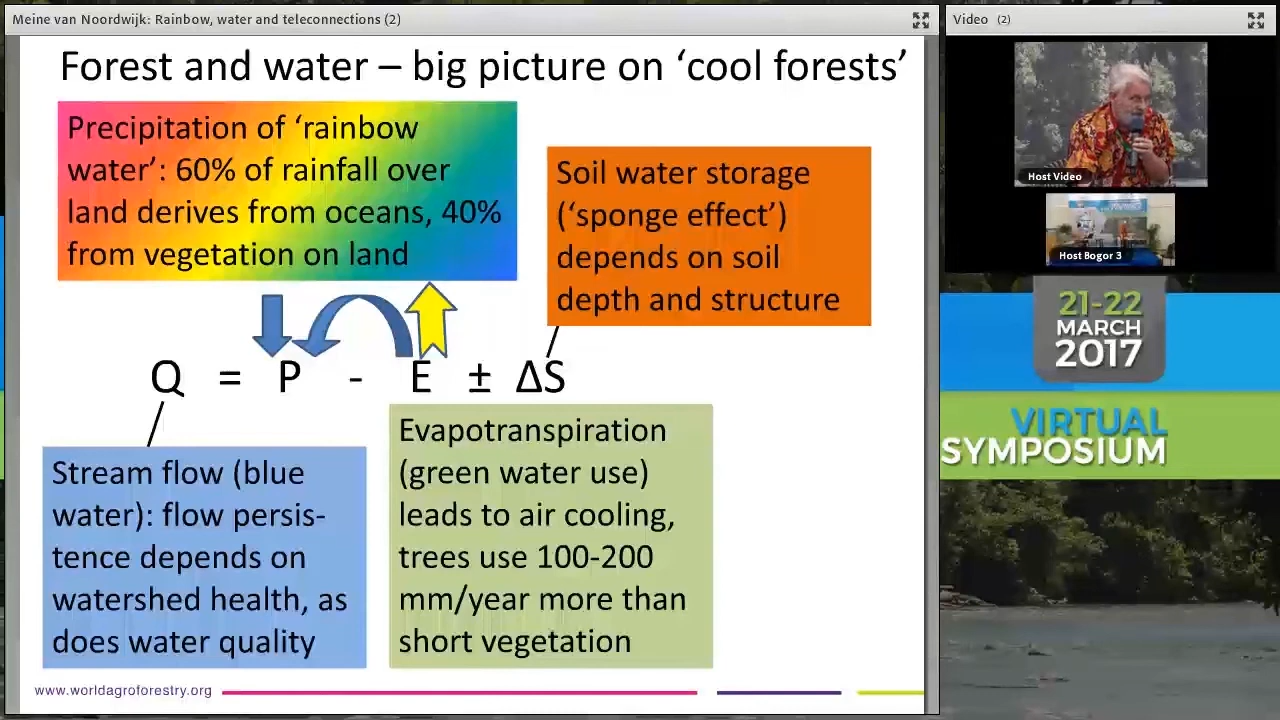 Meine van Noordwijk: Rainbow, water and teleconnections (2)
Forest and water – big picture on ‘cool forests’
Precipitation of ‘rainbow
water’: 60% of rainfall over
land derives from oceans, 40%
from vegetation on land
Soil water storage
(‘sponge effect’)
depends on soil
depth and structure
Q = P - E ± ΔS
Stream flow (blue
water): flow persis-
tence depends on
watershed health, as
does water quality
Evapotranspiration
(green water use)
leads to air cooling,
trees use 100-200
mm/year more than
short vegetation
www.worldagroforestry.org
Video (2)
Host Video
Host Bogor 3
21-22
MARCH
2017
VIRTUAL
SYMPOSIUM